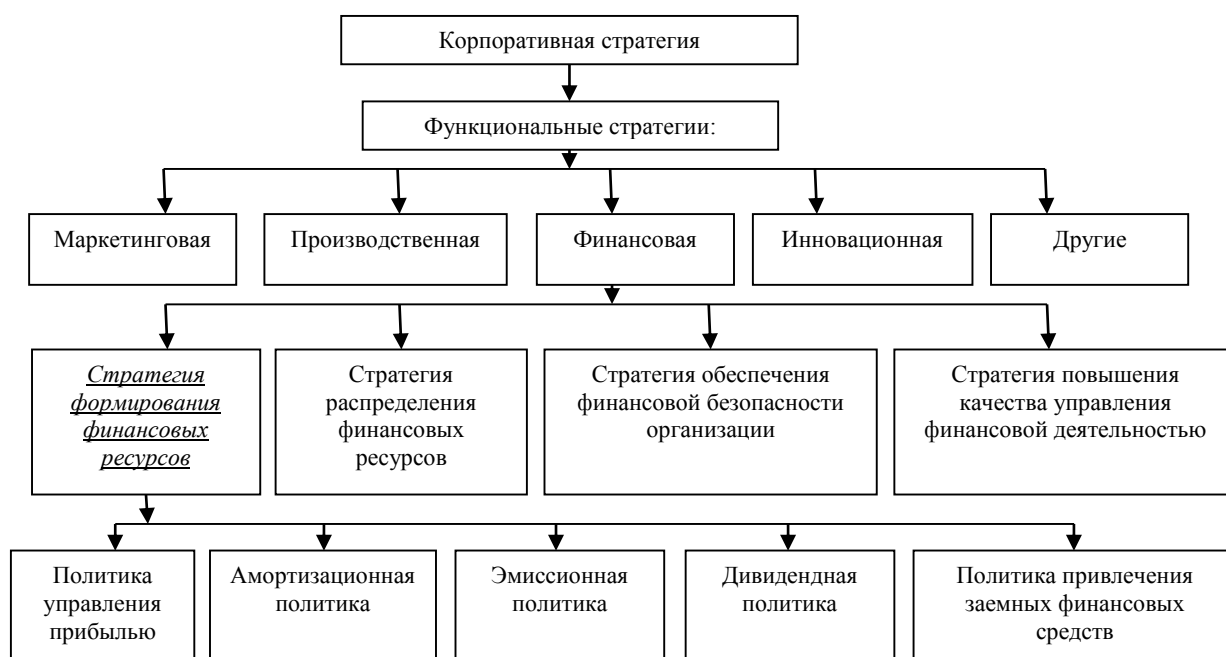 Корпоративная стратегия
Функциональные стратегии:
Маркетинговая
Производственная
Финансовая
Инновационная
Другие
Стратегия
формирования
финансовых
ресурсов
Стратегия
распределения
финансовых
ресурсов
Стратегия обеспечения
финансовой безопасности
организации
Стратегия повышения
качества управления
финансовой деятельностью
Политика
управления
прибылью
Амортизационная
политика
Эмиссионная
политика
Дивидендная
политика
Политика привлечения
заемных финансовых
средств